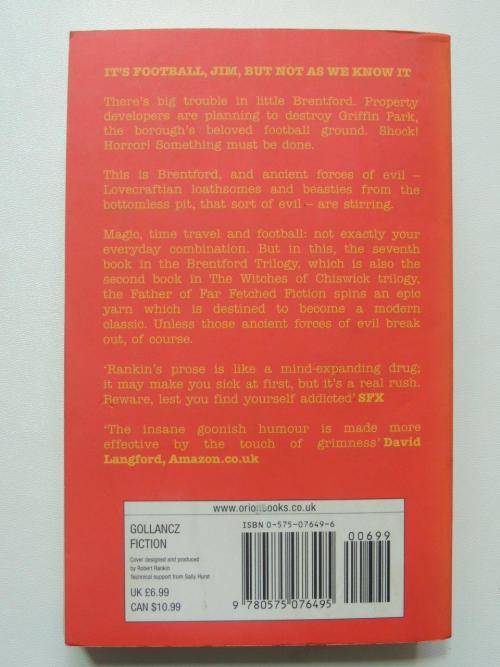 IT'S FOOTBALL, JIM, BUT NOT AS WE KNOW IT
There's big trouble in little Brentford. Property
developers are planning to destroy Griffin Park,
the borough's beloved football ground. Shock!
Horror! Something must be done.
This is Brentford, and ancient forces of evil –
Lovecraftian loathsomes and beasties from the
bottomless pit, that sort of evil – are stirring.
Magic, time travel and football: not exactly your
everyday combination. But in this, the seventh
book in the Brentford Trilogy, which is also the
second book in The Witches of Chiswick trilogy,
the Father of Far Fetched Fiction spins an epic
yarn which is destined to become a modern
classic. Unless those ancient forces of evil break
out, of course.
'Rankin's prose is like a mind-expanding drug;
it may make you sick at first, but it's a real rush.
Beware, lest you find yourself addicted' SFX
'The insane goonish humour is made more
effective by the touch of grimness' David
Langford, Amazon.co.uk
www.orionbooks.co.uk
GOLLANCZ
FICTION
Cover designed and produced
by Robert Rankin
Technical support from Sally Hurst
UK £6.99
CAN $10.99
ISBN 0-575-07649-6
00699
9 780575 076495